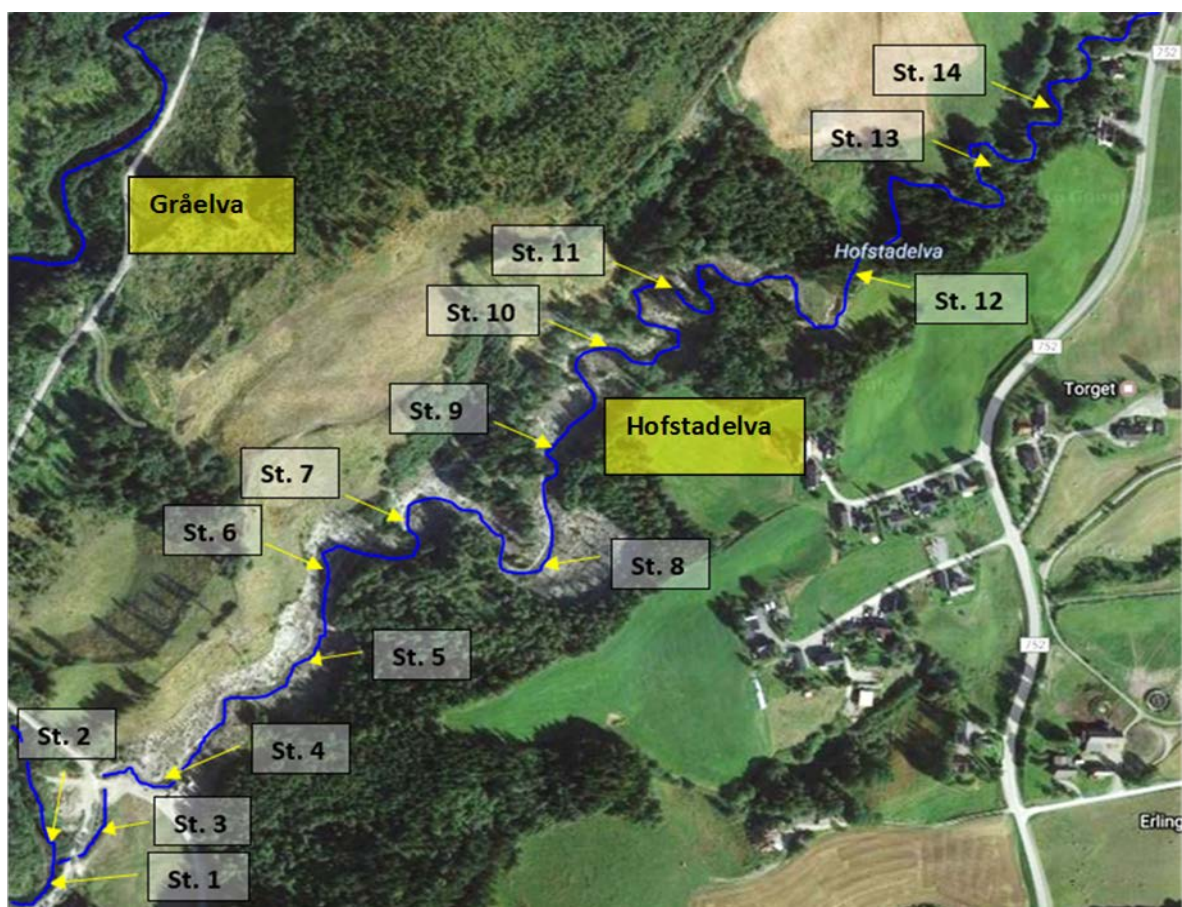 752
St. 14
St. 13
Gråelva
Hofstadelva
St. 11
St. 12
St. 10
752
Torget
St. 9
Hofstadelva
St. 7
St. 6
St. 8
752
St. 5
St. 2
St. 4
St. 3
Erling
St. 1